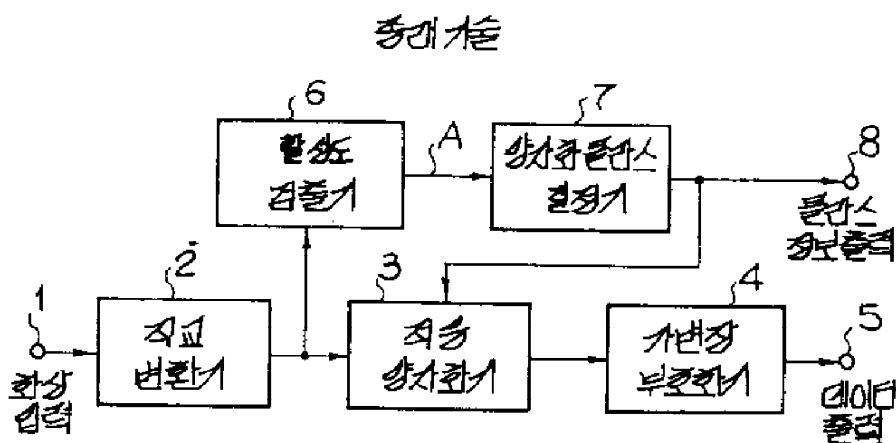 종래기술
6
7
활성도
검출기
A
양자화클라스
결정기
8
클라스
정보출력
1
2
3
4
5
직교
변환기
적응
양자화기
가변장
부호화기
화상
입력
데이터
출력